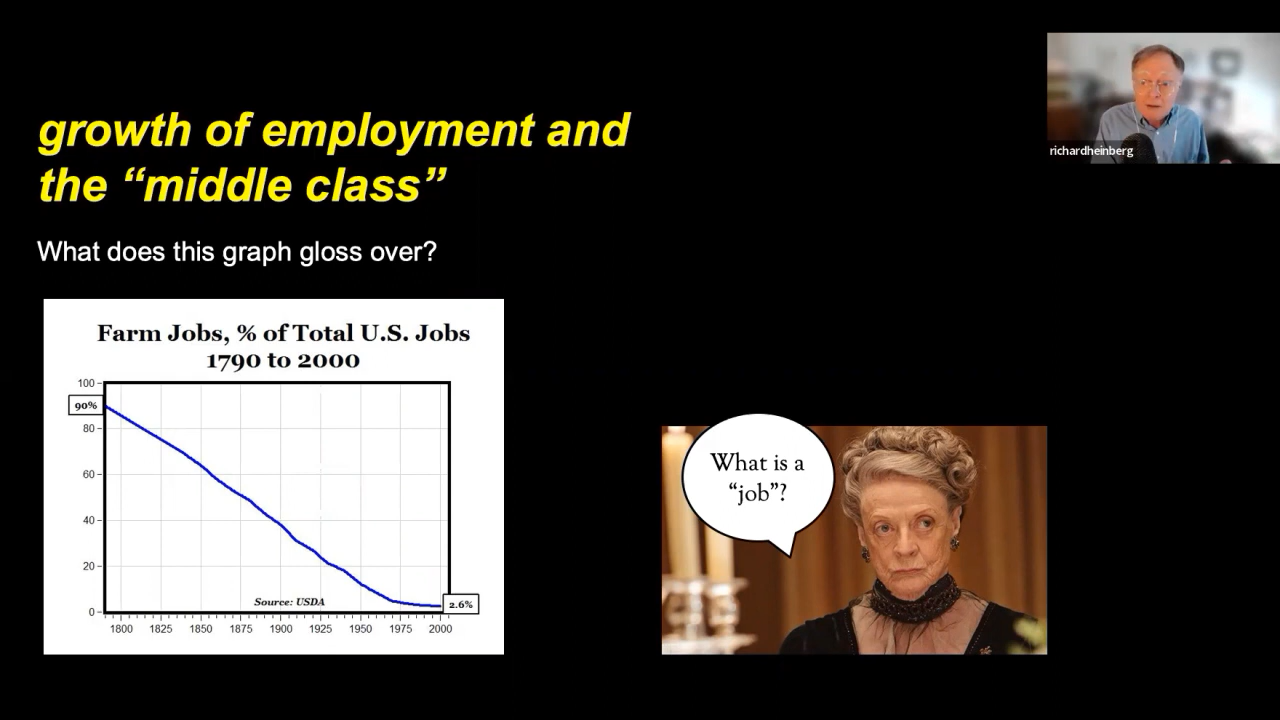 growth of employment and
the “middle class”
What does this graph gloss over?
richardheinberg
Farm Jobs, % of Total U.S. Jobs
1790 to 2000
100
90%
80
60
40
20
0
Source: USDA
2.6%
1800 1825 1850 1875 1900 1925 1950 1975 2000
What is a
“job”?